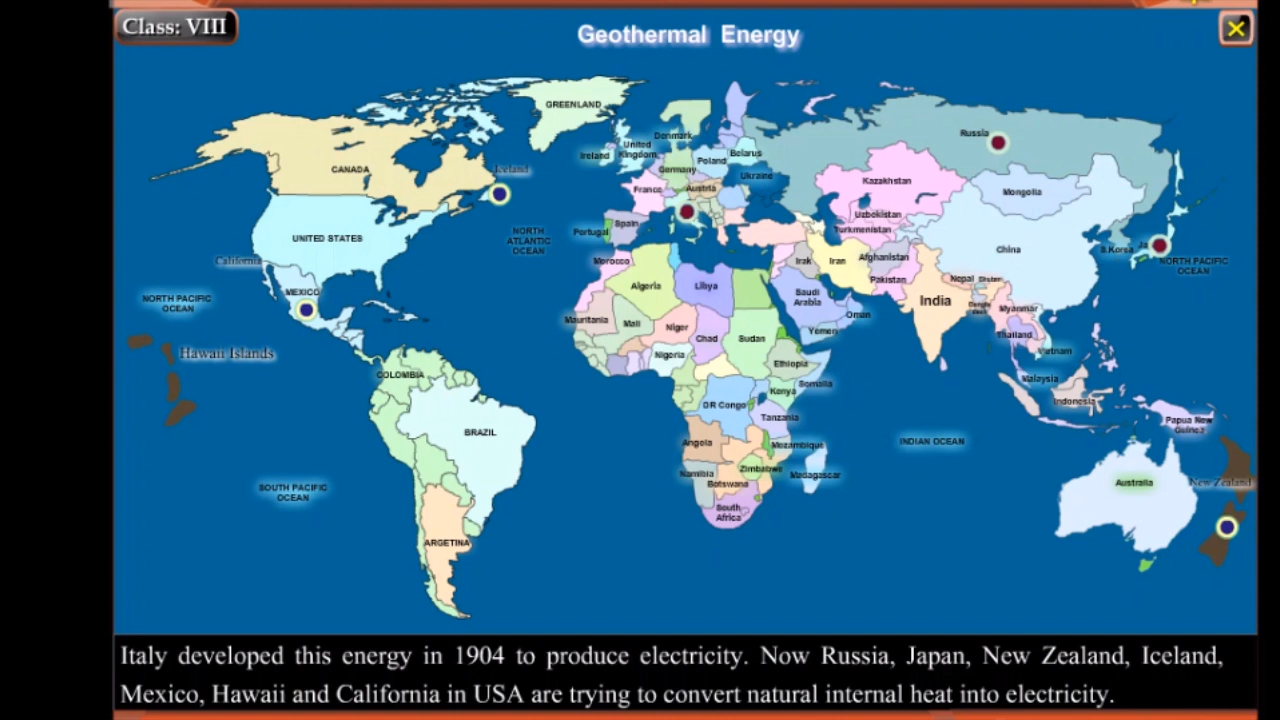 Class: VIII
Geothermal Energy
GREENLAND
CANADA
Iceland
UNITED STATES
California
MEXICO
NORTH PACIFIC
OCEAN
Hawaii Islands
NORTH
ATLANTIC
OCEAN
COLOMBIA
BRAZIL
SOUTH PACIFIC
OCEAN
ARGETINA
Denmark
Ireland
United
Kingdom
Germany
Poland
Belarus
Ukraine
France
Austria
Portugal
Spain
Russia
Kazakhstan
Mongolia
Uzbekistan
Turkmenistan
China
S.Korea
Ja
NORTH PACIFIC
OCEAN
Morocco
Algeria
Libya
Irak
Iran
Afghanistan
Pakistan
Nepal
Bhutan
India
Bangla
desh
Myanmar
Thailand
Vietnam
Saudi
Arabia
Oman
Yemen
Mauritania
Mali
Niger
Chad
Sudan
Nigeria
Ethiopia
Somalia
Kenya
DR Congo
Tanzania
Malaysia
Indonesia
Papua New
Guinea
Angola
Mozambique
INDIAN OCEAN
Namibia
Zimbabwe
Madagascar
Botswana
South
Africa
Australia
New Zealand
Italy developed this energy in 1904 to produce electricity. Now Russia, Japan, New Zealand, Iceland,
Mexico, Hawaii and California in USA are trying to convert natural internal heat into electricity.